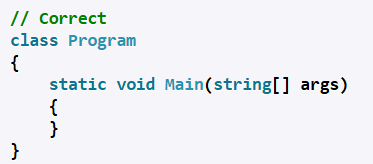 // Correct
class Program
{
    static void Main(string[] args)
    {
    }
}